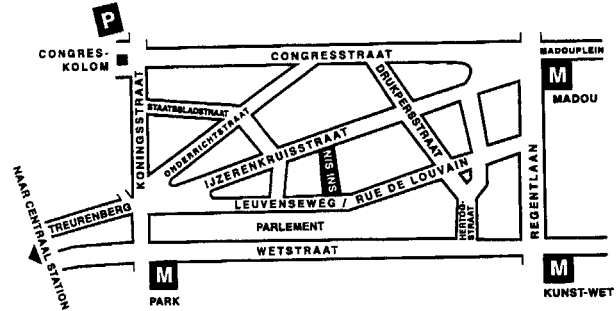 P
CONGRES-
KOLOM
CONGRESSTRAAT
MADOUPLEIN
M
MADOU
KONINGSSTRAAT
STAATSBLADSTRAAT
ONDERRICHTSTRAAT
DRUKPERSSTRAAT
IJZERENKRUISSTRAAT
NIS INS
LEUVENSEWEG / RUE DE LOUVAIN
REGENTLAAN
HERTOG-
STRAAT
NAAR CENTRAAL STATION
TREURENBERG
PARLEMENT
WETSTRAAT
M
PARK
M
KUNST-WET